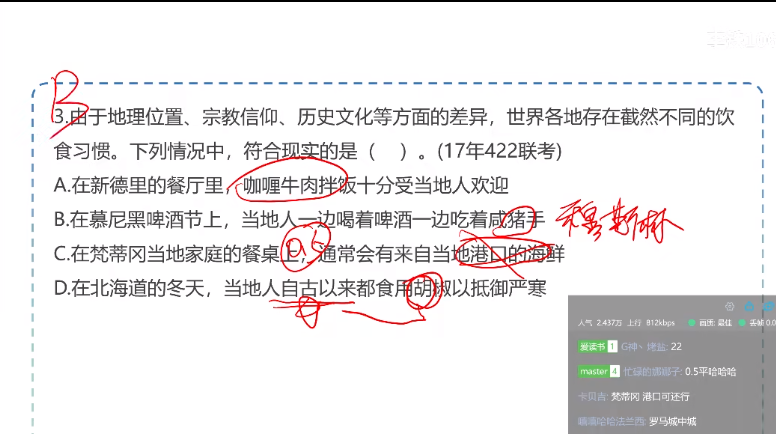 B
3.由于地理位置、宗教信仰、历史文化等方面的差异，世界各地存在截然不同的饮
食习惯。下列情况中，符合现实的是（　）。(17年422联考)
A.在新德里的餐厅里，咖喱牛肉拌饭十分受当地人欢迎
B.在慕尼黑啤酒节上，当地人一边喝着啤酒一边吃着咸猪手
C.在梵蒂冈当地家庭的餐桌上，通常会有来自当地港口的海鲜
D.在北海道的冬天，当地人自古以来都食用胡椒以抵御严寒
人气 2.437万 上行 812kbps 画质: 最佳 丢帧 0.0
爱读书 1 G神丶烤盐: 22
master 4 忙碌的嘟嘟子: 0.5平哈哈哈
卡贝吉: 梵蒂冈 港口可还行
嘀嘀哈哈法兰西: 罗马城中城